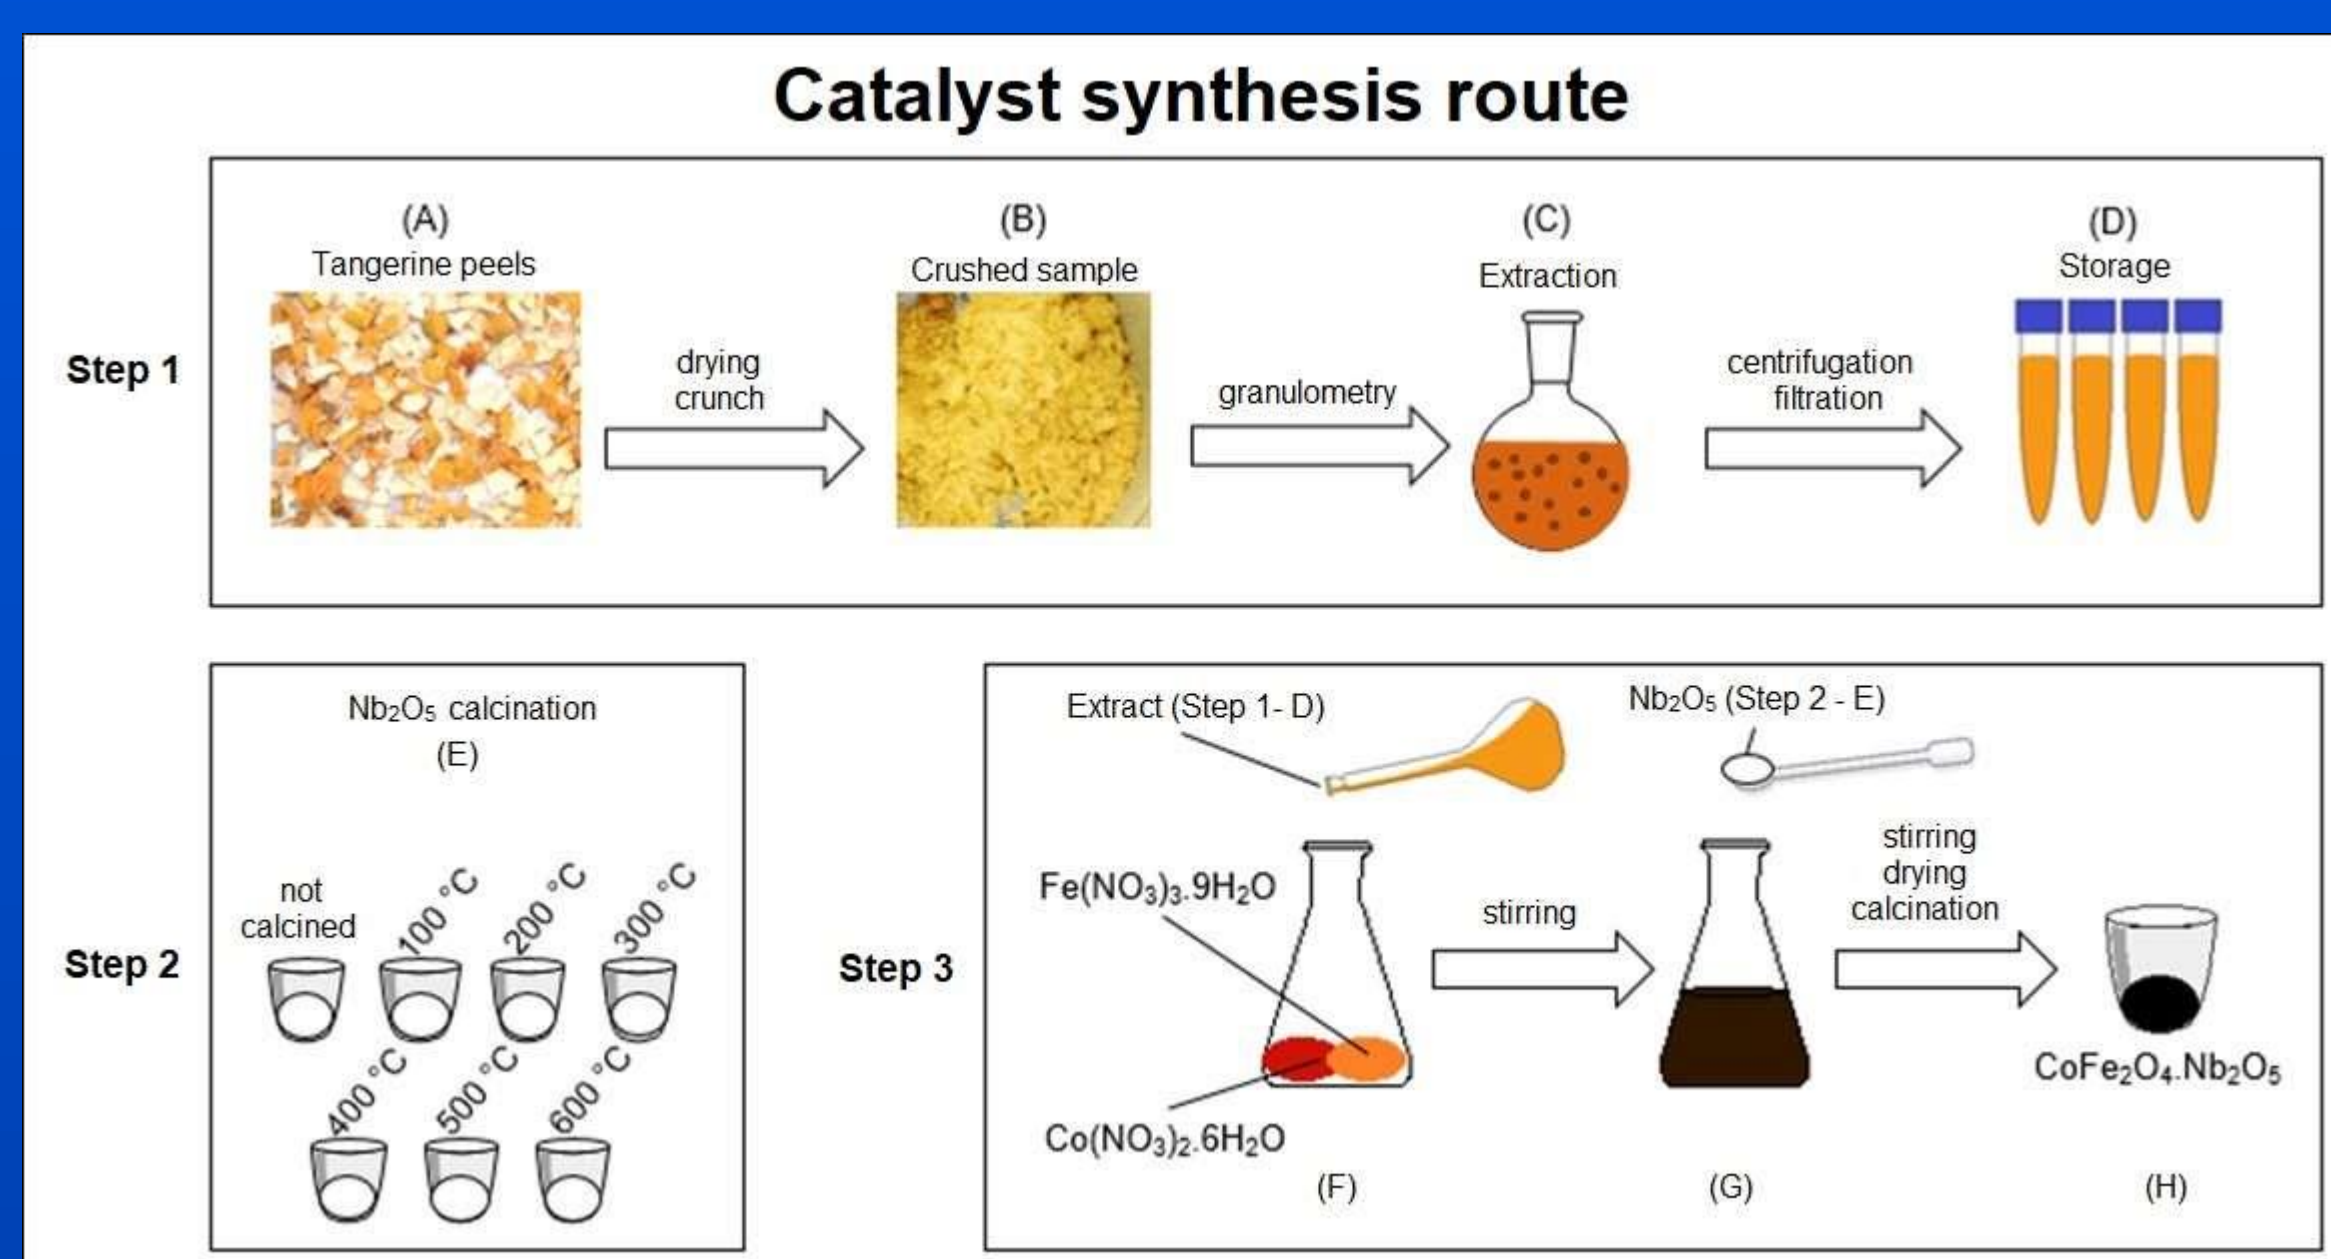 Catalyst synthesis route
Step 1
(A)
Tangerine peels
drying
crunch
(B)
Crushed sample
granulometry
(C)
Extraction
centrifugation
filtration
(D)
Storage
Step 2
Nb₂O₅ calcination
(E)
not
calcined
100 °C
200 °C
300 °C
400 °C
500 °C
600 °C
Step 3
Extract (Step 1- D)
Fe(NO₃)₃.9H₂O
Co(NO₃)₂.6H₂O
(F)
stirring
Nb₂O₅ (Step 2 - E)
(G)
stirring
drying
calcination
CoFe₂O₄.Nb₂O₅
(H)